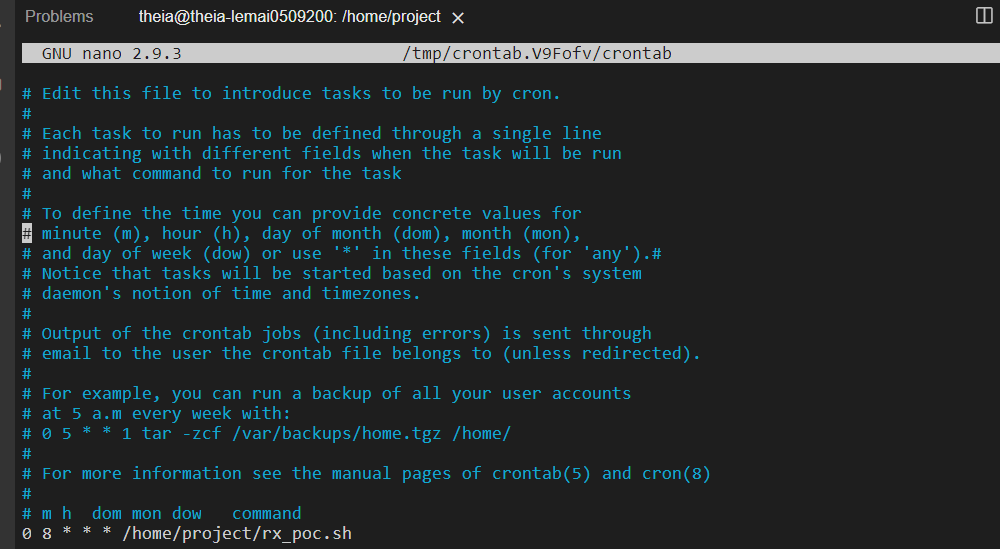 Problems theia@theia-lemai0509200: /home/project ×
GNU nano 2.9.3 /tmp/crontab.V9Fofv/crontab
# Edit this file to introduce tasks to be run by cron.
#
# Each task to run has to be defined through a single line
# indicating with different fields when the task will be run
# and what command to run for the task
#
# To define the time you can provide concrete values for
# minute (m), hour (h), day of month (dom), month (mon),
# and day of week (dow) or use '*' in these fields (for 'any').#
# Notice that tasks will be started based on the cron's system
# daemon's notion of time and timezones.
#
# Output of the crontab jobs (including errors) is sent through
# email to the user the crontab file belongs to (unless redirected).
#
# For example, you can run a backup of all your user accounts
# at 5 a.m every week with:
# 0 5 * * 1 tar -zcf /var/backups/home.tgz /home/
#
# For more information see the manual pages of crontab(5) and cron(8)
#
# m h  dom mon dow   command
0 8 * * * /home/project/rx_poc.sh